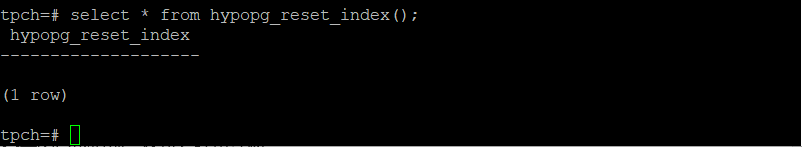 tpch=# select * from hypopg_reset_index();
 hypopg_reset_index
--------------------
(1 row)
tpch=#